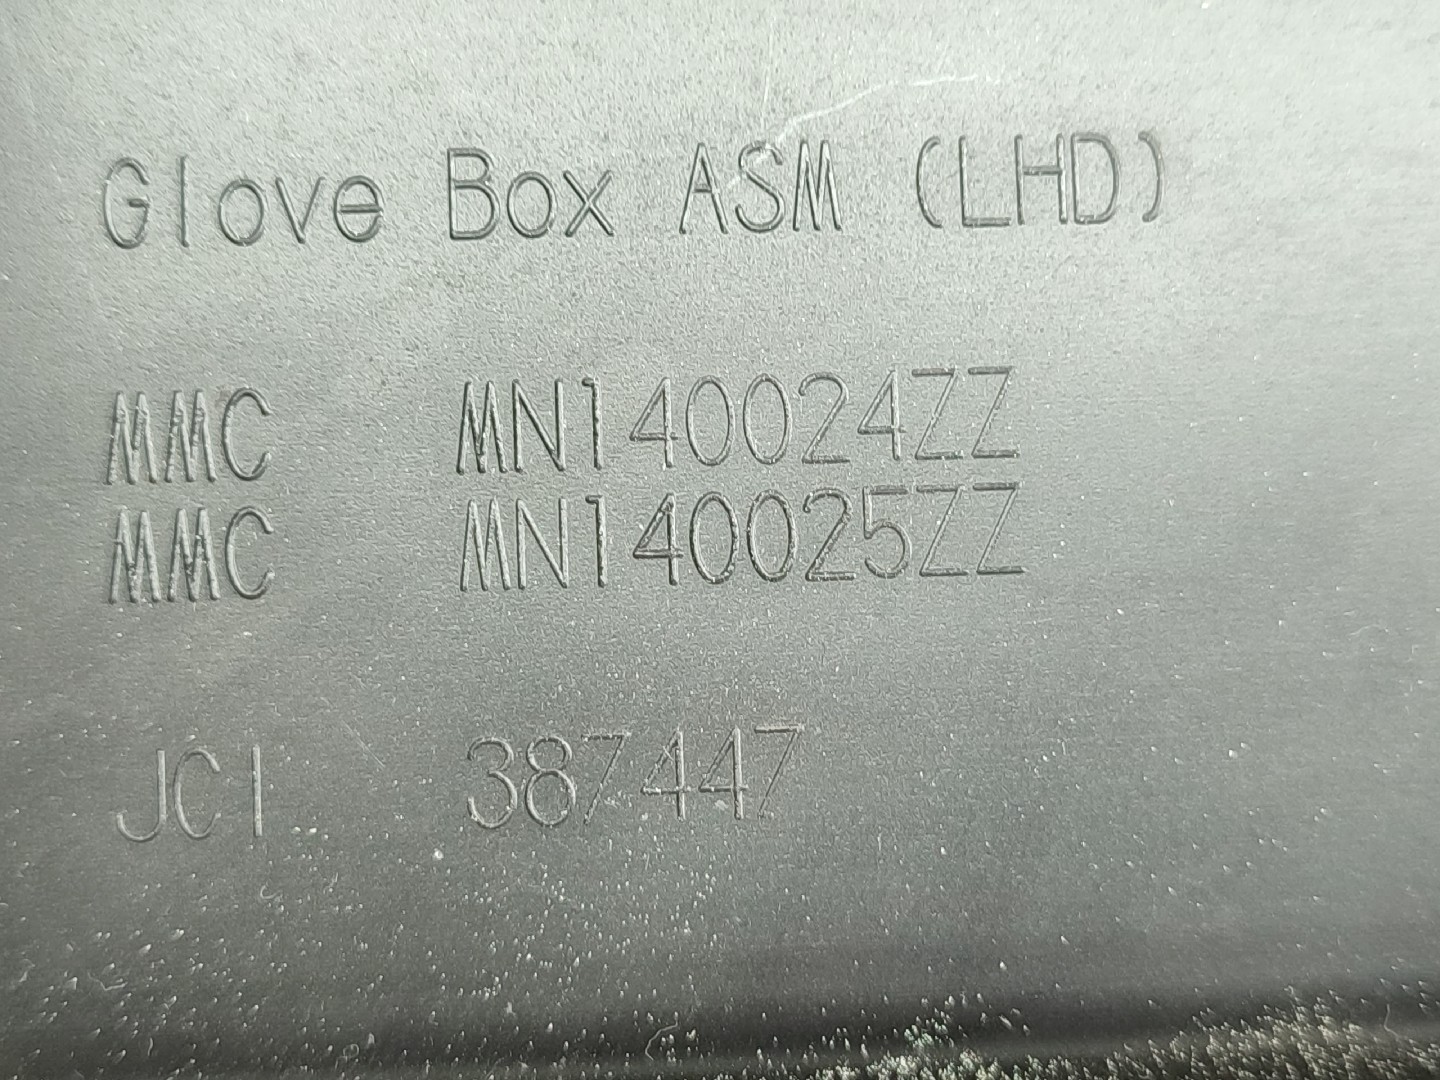 Glove Box ASM (LHD)
MMC MN140024ZZ
MMC MN140025ZZ
JCI 387447